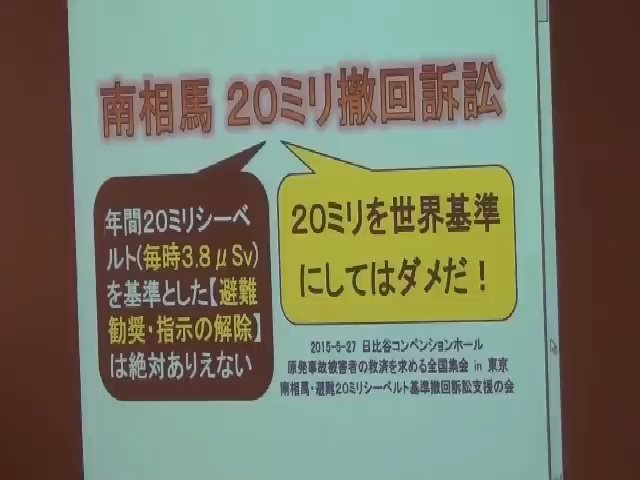 南相馬 20ミリ撤回訴訟
年間20ミリシーベ
ルト(毎時3.8μSv)
を基準とした【避難
勧奨・指示の解除】
は絶対ありえない
20ミリを世界基準
にしてはダメだ!
2015-5-27 日比谷コンベンションホール
原発事故被害者の救済を求める全国集会 in 東京
南相馬・避難20ミリシーベルト基準撤回訴訟支援の会